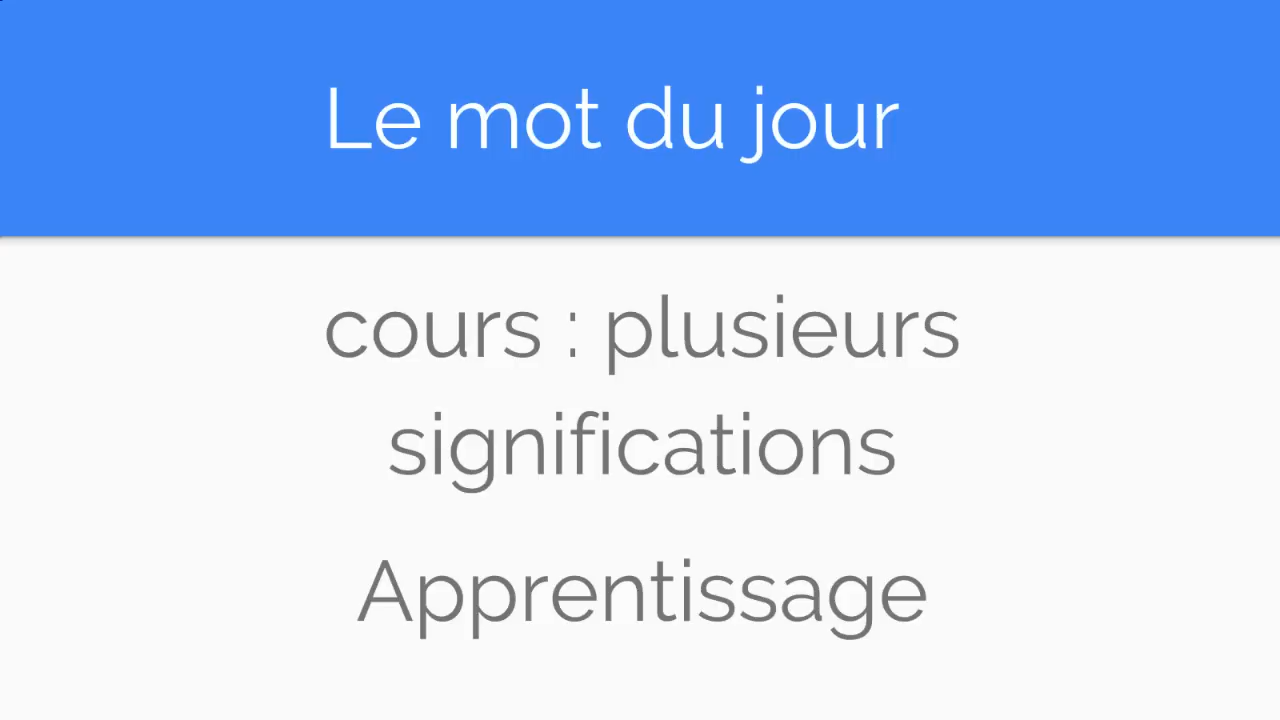 Le mot du jour
cours : plusieurs
significations
Apprentissage